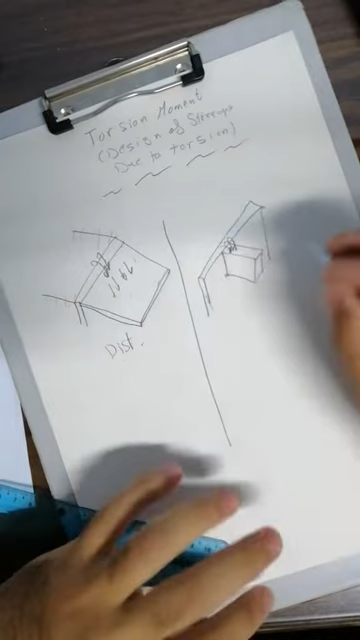 Torsion Moment
(Design of Stirrups
Due to torsion)
Dist.